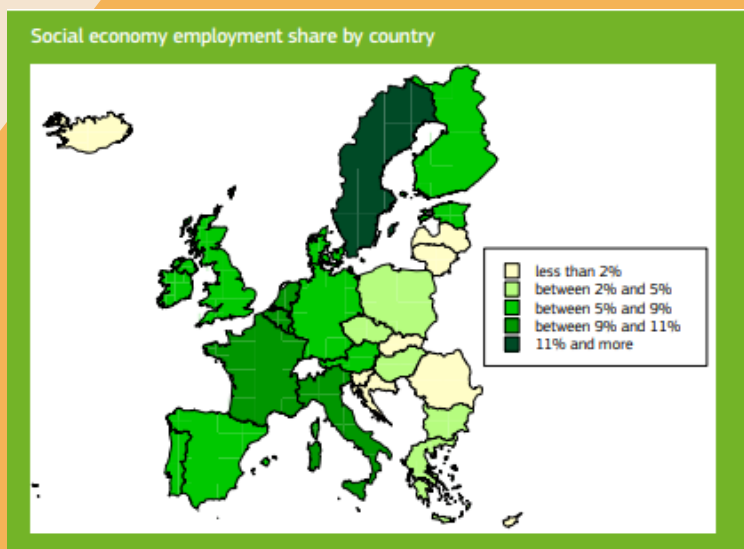 Social economy employment share by country
less than 2%
between 2% and 5%
between 5% and 9%
between 9% and 11%
11% and more